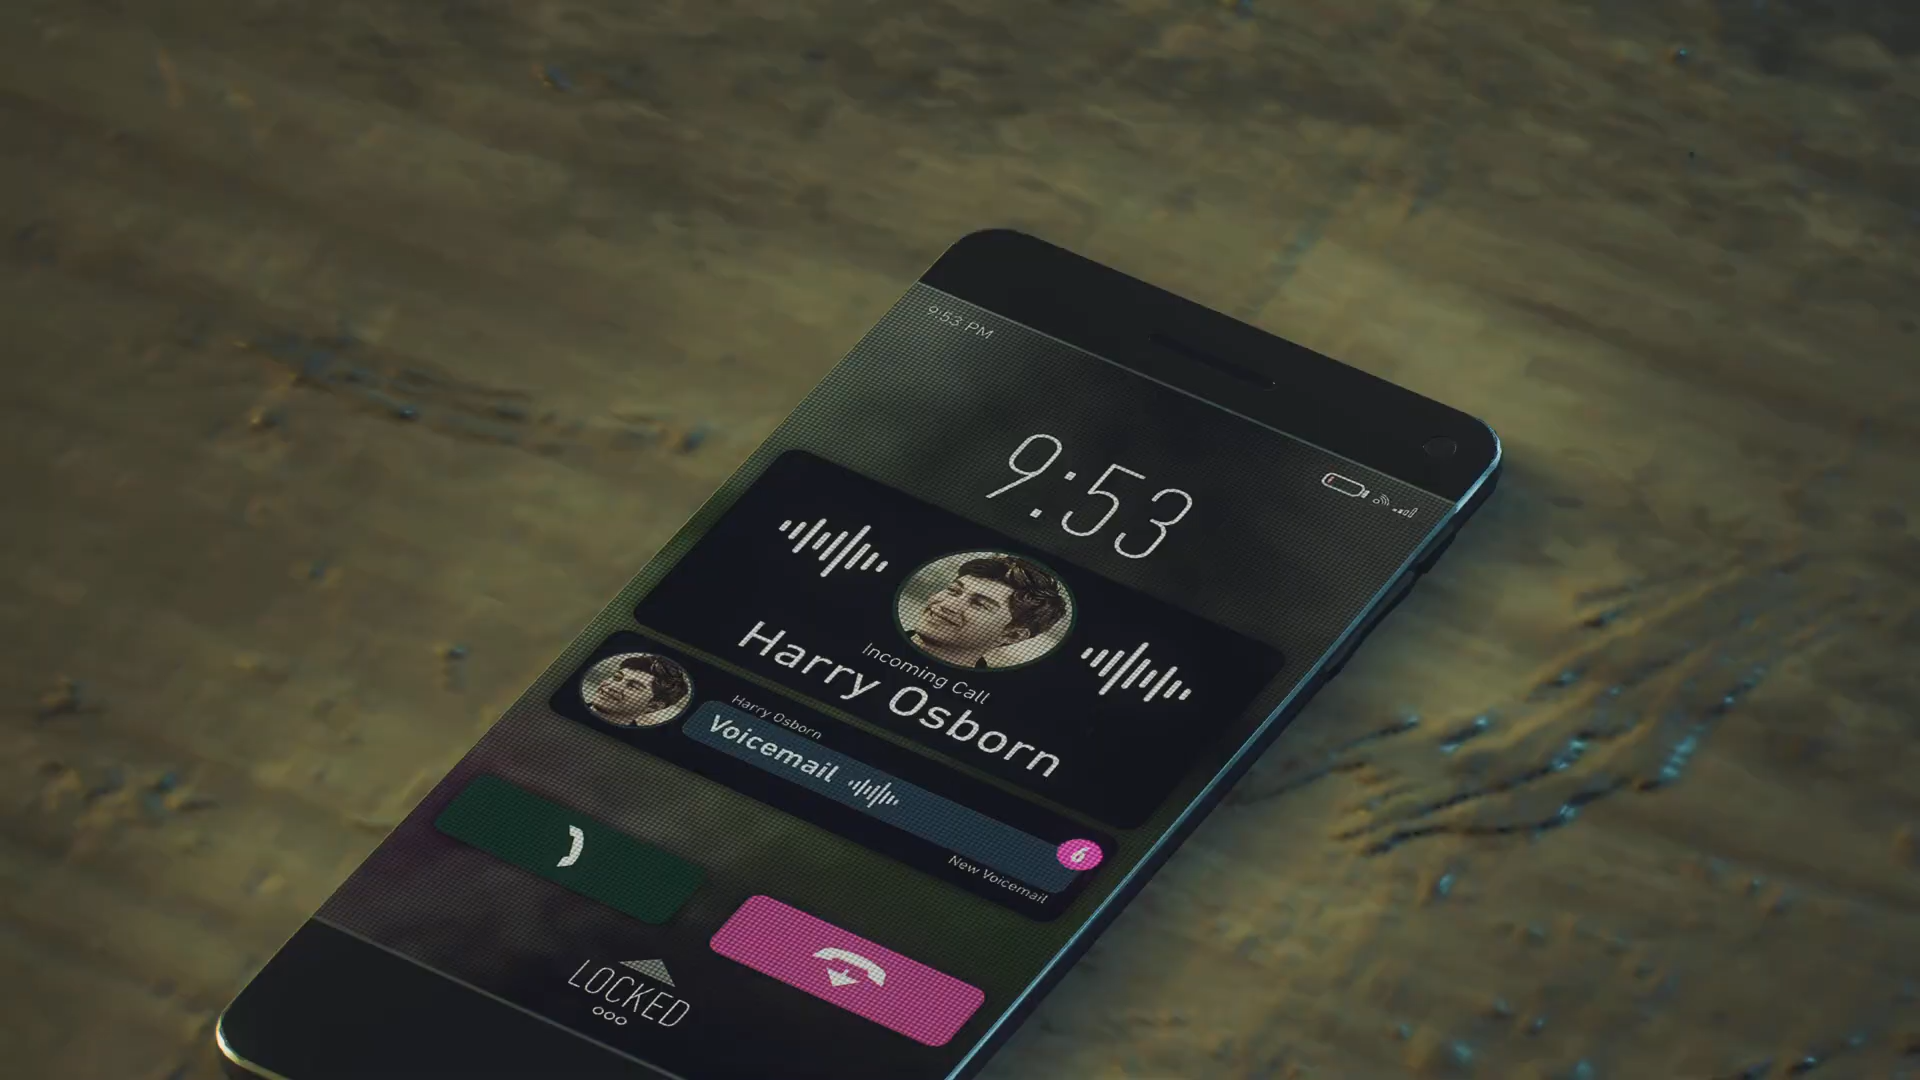 9:53 PM
9:53
Incoming Call
Harry Osborn
Harry Osborn
Voicemail
6
New Voicemail
LOCKED